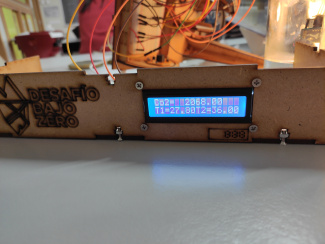 DESAFÍO
BAJO
ZERO
Co2= 2068.00
T1=27.80T2=36.00